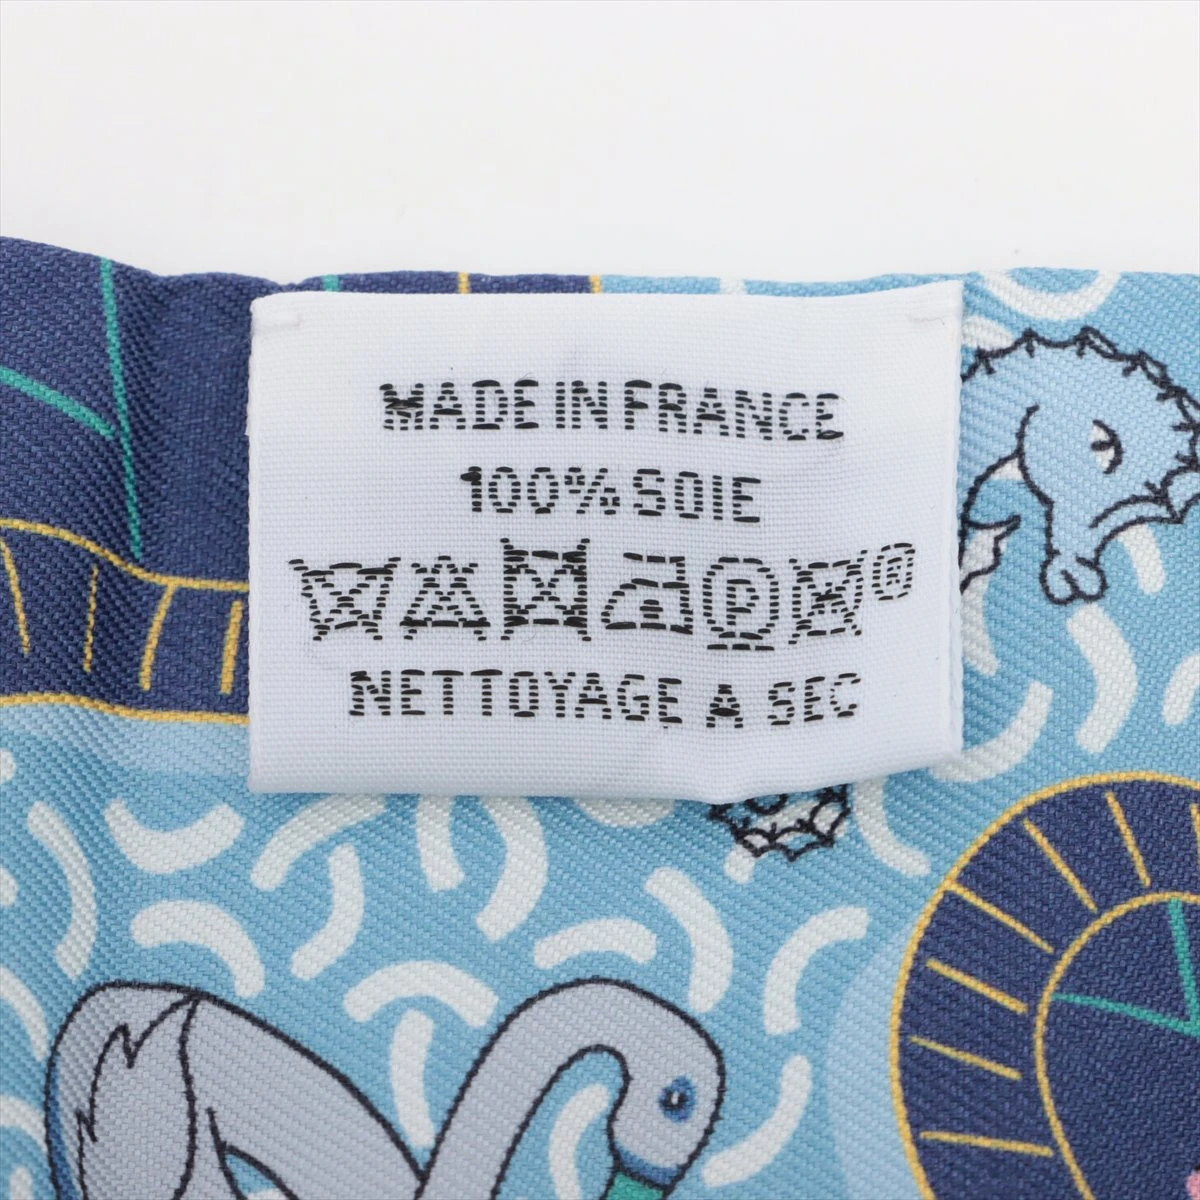 MADE IN FRANCE
100% SOIE
P ®
NETTOYAGE A SEC